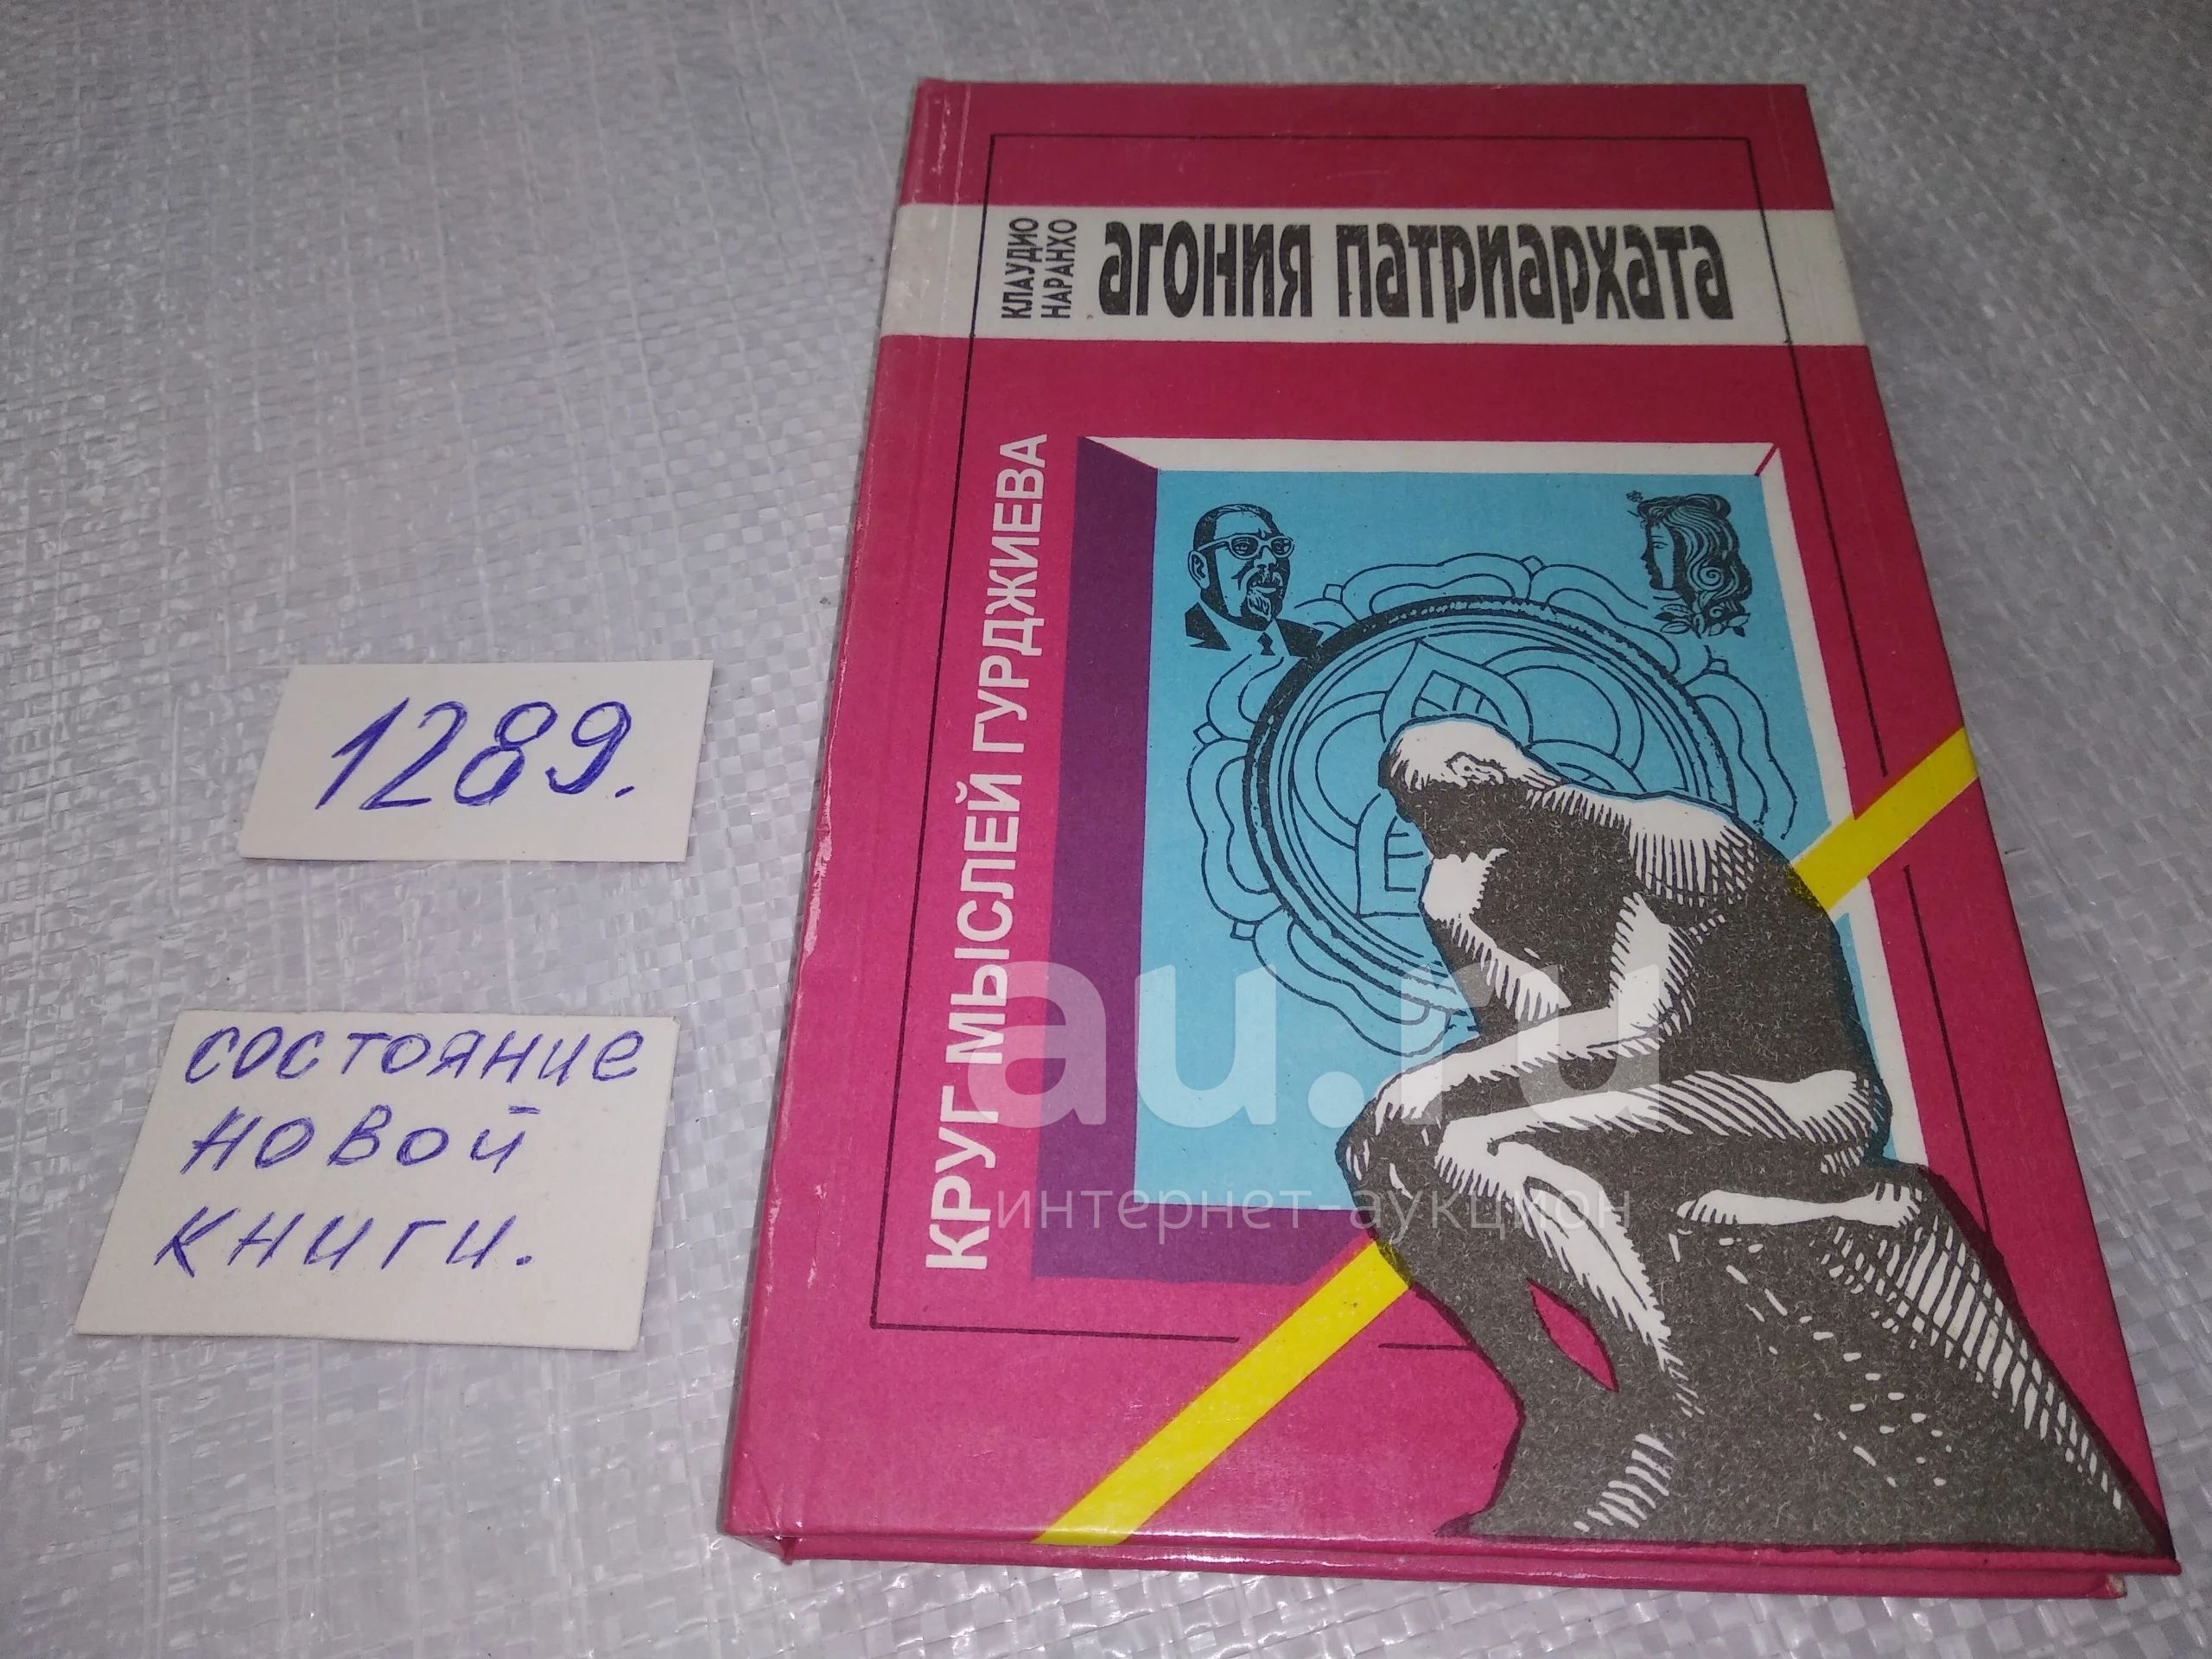 КЛАУДИО
НАРАНХО
агония патриархата
КРУГ МЫСЛЕЙ ГУРДЖИЕВА
1289.
состояние
новой
книги.
au.ru
интернет-аукцион